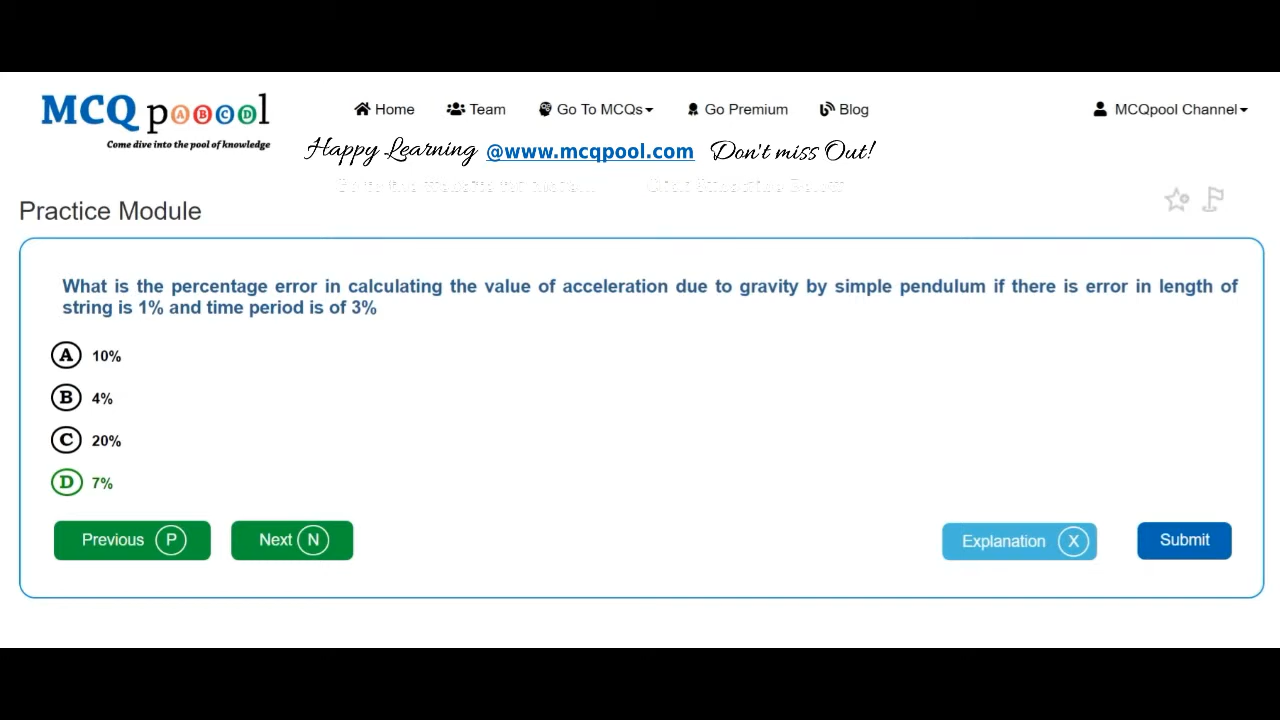 MCQ pooool
Come dive into the pool of knowledge
Home Team Go To MCQs Go Premium Blog MCQpool Channel
Happy Learning @www.mcqpool.com Don't miss Out!
Practice Module
What is the percentage error in calculating the value of acceleration due to gravity by simple pendulum if there is error in length of
string is 1% and time period is of 3%
A 10%
B 4%
C 20%
D 7%
Previous P Next N Explanation X Submit